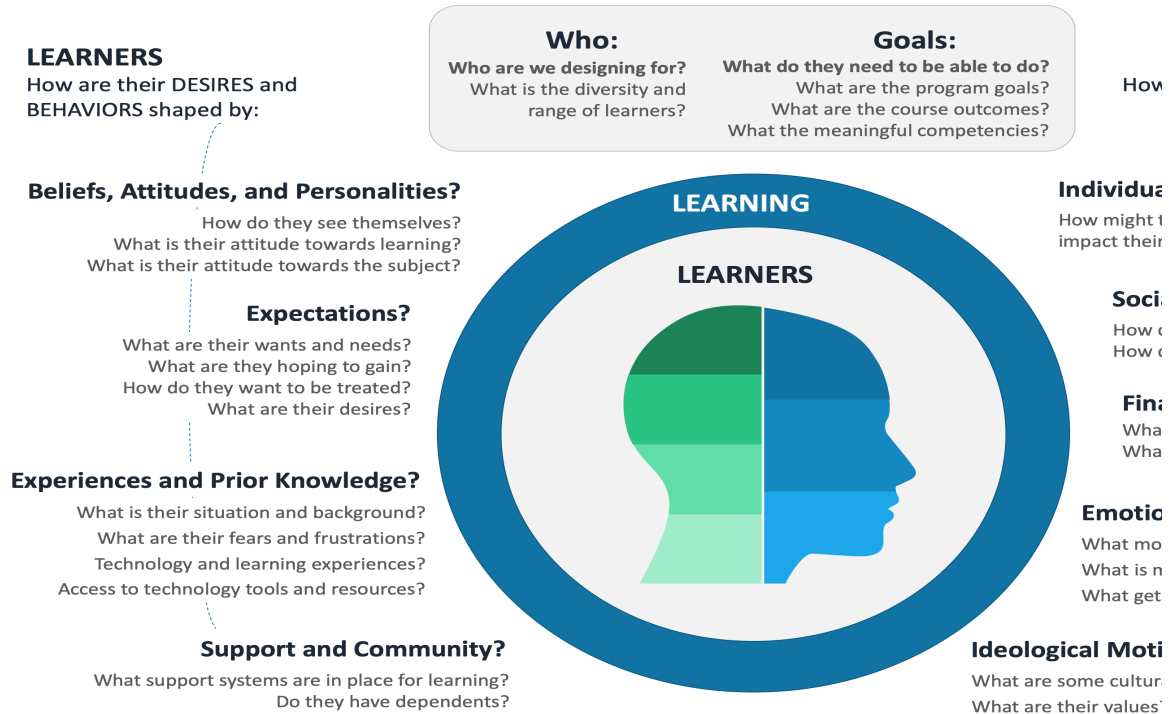 LEARNERS
How are their DESIRES and
BEHAVIORS shaped by:
Who:
Who are we designing for?
What is the diversity and
range of learners?
Goals:
What do they need to be able to do?
What are the program goals?
What are the course outcomes?
What the meaningful competencies?
Beliefs, Attitudes, and Personalities?
How do they see themselves?
What is their attitude towards learning?
What is their attitude towards the subject?
Expectations?
What are their wants and needs?
What are they hoping to gain?
How do they want to be treated?
What are their desires?
Experiences and Prior Knowledge?
What is their situation and background?
What are their fears and frustrations?
Technology and learning experiences?
Access to technology tools and resources?
Support and Community?
What support systems are in place for learning?
Do they have dependents?
LEARNING
LEARNERS
How
How might
impact their
How
How
What
What get
Ideological
What are some
What are their values?